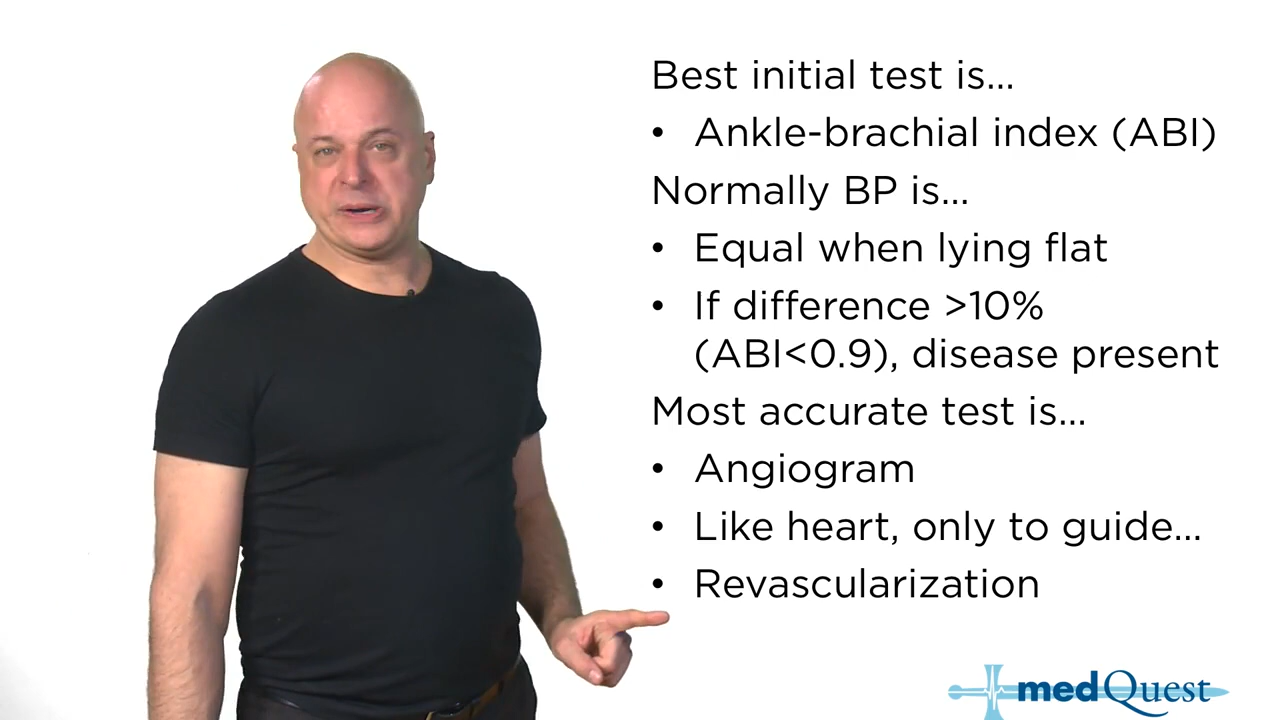 Best initial test is...
• Ankle-brachial index (ABI)
Normally BP is...
• Equal when lying flat
• If difference >10%
(ABI<0.9), disease present
Most accurate test is...
• Angiogram
• Like heart, only to guide...
• Revascularization
medQuest